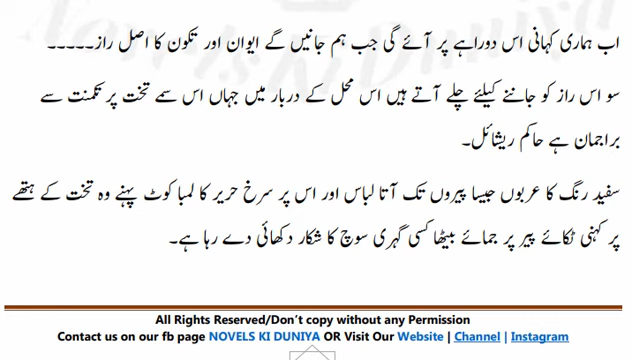 اب ہماری کہانی اس دوراہے پر آئے گی جب ہم جانیں گے ایوان اور تکون کا اصل راز۔۔۔۔۔
سو اس راز کو جاننے کیلئے چلے آتے ہیں اس محل کے دربار میں جہاں اس سمے تخت پر تمکنت سے
براجمان ہے حاکم ریشائل۔
سفید رنگ کا عربوں جیسا پیروں تک آتا لباس اور اس پر سرخ حریر کا لمبا کوٹ پہنے وہ تخت کے ہتھے
پر کہنی ٹکائے پیر پر جمائے بیٹھا کسی گہری سوچ کا شکار دکھائی دے رہا ہے۔
All Rights Reserved/Don't copy without any Permission
Contact us on our fb page NOVELS KI DUNIYA OR Visit Our Website | Channel | Instagram